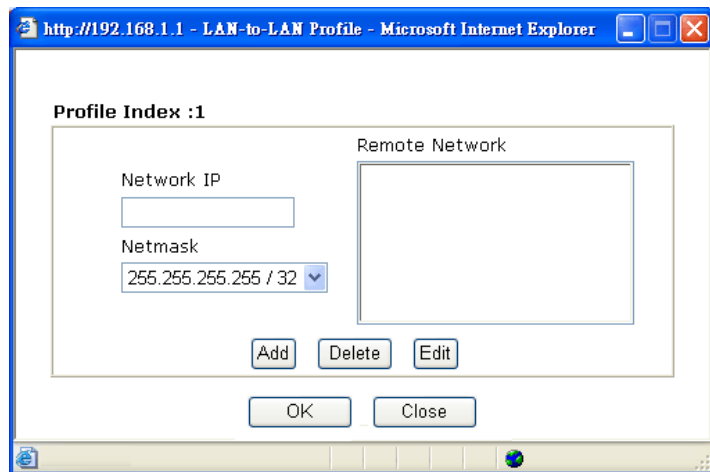 http://192.168.1.1 - LAN-to-LAN Profile - Microsoft Internet Explorer
Profile Index :1
Remote Network
Network IP
Netmask
255.255.255.255 / 32
Add Delete Edit
OK Close